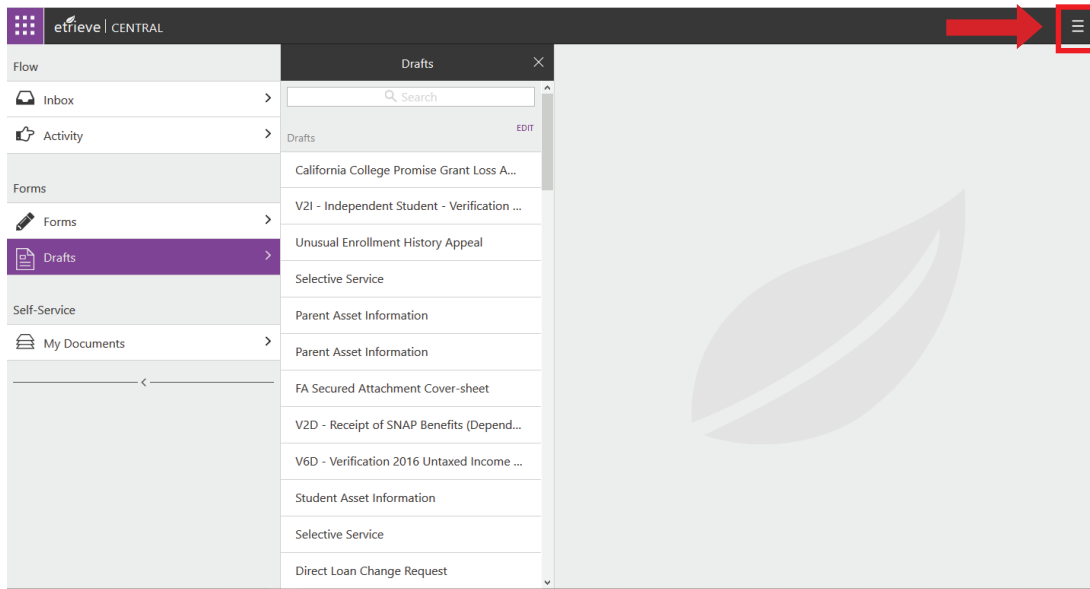 etrieve | CENTRAL
Flow
Inbox
Activity
Forms
Forms
Drafts
Self-Service
My Documents
Drafts
Search
EDIT
Drafts
California College Promise Grant Loss A...
V2I - Independent Student - Verification ...
Unusual Enrollment History Appeal
Selective Service
Parent Asset Information
Parent Asset Information
FA Secured Attachment Cover-sheet
V2D - Receipt of SNAP Benefits (Depend...
V6D - Verification 2016 Untaxed Income ...
Student Asset Information
Selective Service
Direct Loan Change Request